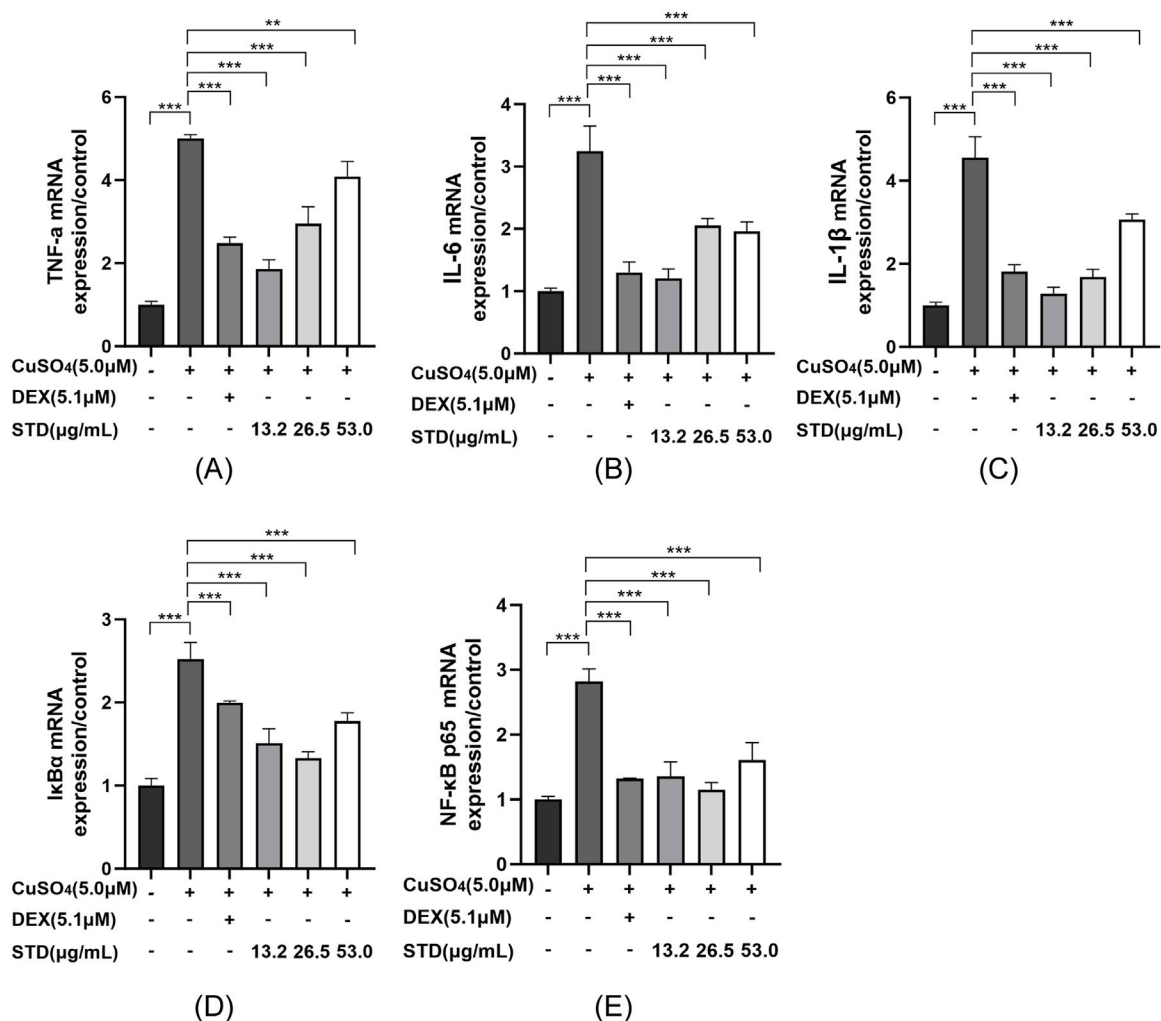 **
***
***
***
***
6
4
2
0
TNF-a mRNA
expression/control
CuSO₄(5.0μM) - + + + + +
DEX(5.1μM) - - + - - -
STD(μg/mL) - - - 13.2 26.5 53.0
(A)
***
***
***
***
***
4
3
2
1
0
IL-6 mRNA
expression/control
CuSO₄(5.0μM) - + + + + +
DEX(5.1μM) - - + - - -
STD(μg/mL) - - - 13.2 26.5 53.0
(B)
***
***
***
***
***
6
4
2
0
IL-1β mRNA
expression/control
CuSO₄(5.0μM) - + + + + +
DEX(5.1μM) - - + - - -
STD(μg/mL) - - - 13.2 26.5 53.0
(C)
***
***
***
***
***
3
2
1
0
IκBα mRNA
expression/control
CuSO₄(5.0μM) - + + + + +
DEX(5.1μM) - - + - - -
STD(μg/mL) - - - 13.2 26.5 53.0
(D)
***
***
***
***
***
4
3
2
1
0
NF-κB p65 mRNA
expression/control
CuSO₄(5.0μM) - + + + + +
DEX(5.1μM) - - + - - -
STD(μg/mL) - - - 13.2 26.5 53.0
(E)